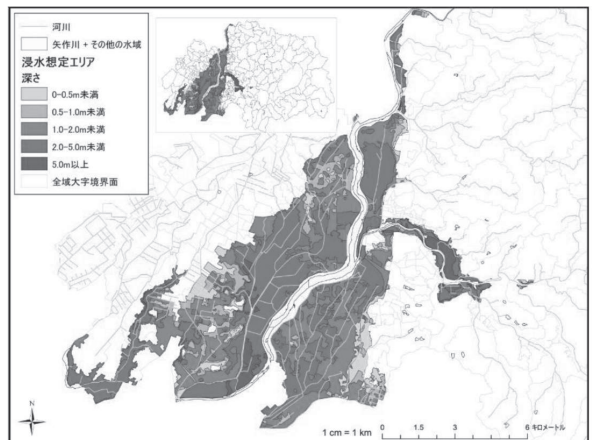 河川
矢作川 + その他の水域
浸水想定エリア
深さ
0-0.5m未満
0.5-1.0m未満
1.0-2.0m未満
2.0-5.0m未満
5.0m以上
全域大字境界面
N
1 cm = 1 km
0 1.5 3 6 キロメートル